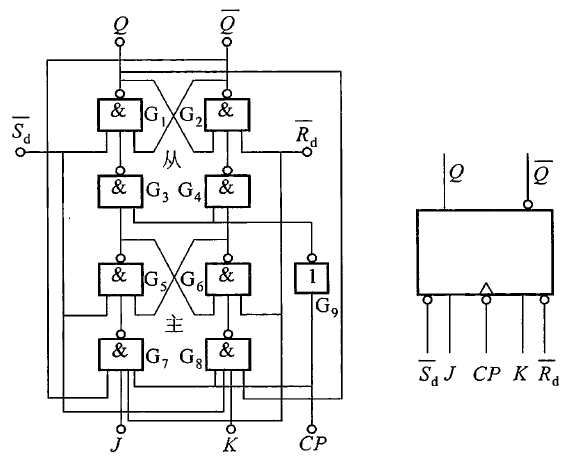 Q Q̅
& G₁ G₂ &
S̅d R̅d
从
& G₃ G₄ &
Q Q̅
& G₅ G₆ & 1
G₉
主
& G₇ G₈ &
S̅d J CP K R̅d
J K CP